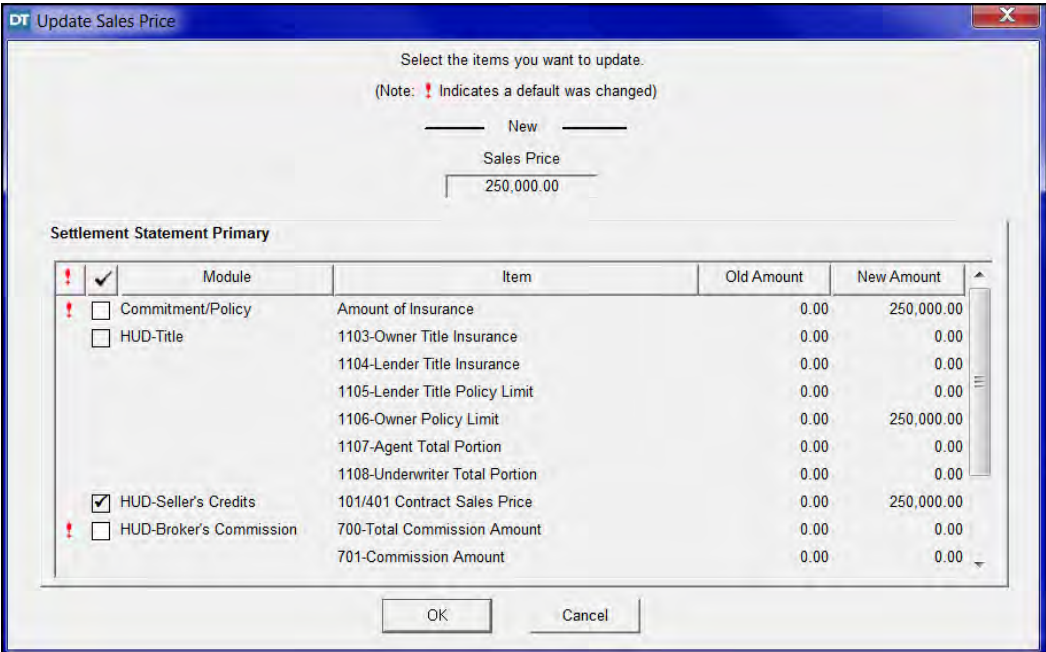 DT Update Sales Price
Select the items you want to update.
(Note: ! Indicates a default was changed)
New
Sales Price
250,000.00
Settlement Statement Primary
! ✓ Module Item Old Amount New Amount
! Commitment/Policy Amount of Insurance 0.00 250,000.00
HUD-Title 1103-Owner Title Insurance 0.00 0.00
1104-Lender Title Insurance 0.00 0.00
1105-Lender Title Policy Limit 0.00 0.00
1106-Owner Policy Limit 0.00 250,000.00
1107-Agent Total Portion 0.00 0.00
1108-Underwriter Total Portion 0.00 0.00
HUD-Seller's Credits 101/401 Contract Sales Price 0.00 250,000.00
! HUD-Broker's Commission 700-Total Commission Amount 0.00 0.00
701-Commission Amount 0.00 0.00
OK Cancel